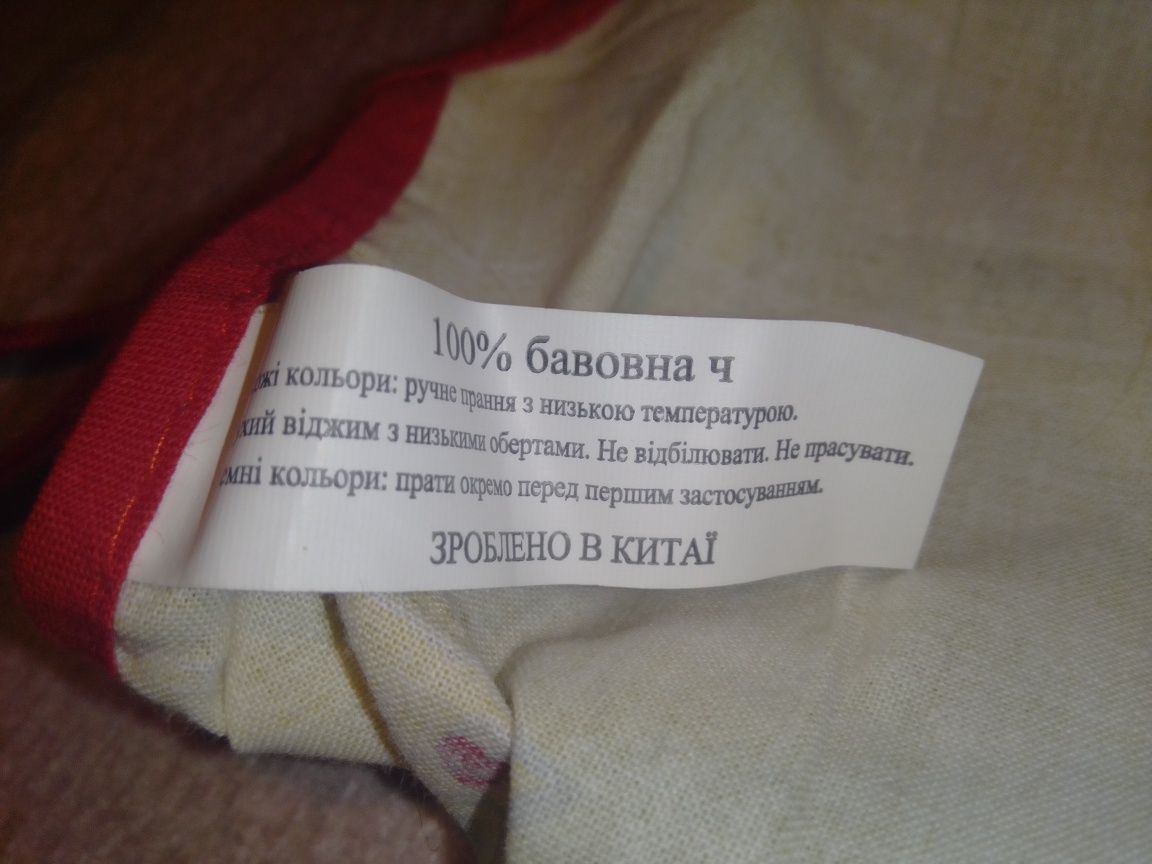 100% бавовна ч
кольори: ручне прання з низькою температурою.
віджим з низькими обертами. Не відбілювати. Не прасувати.
кольори: прати окремо перед першим застосуванням.
ЗРОБЛЕНО В КИТАЇ